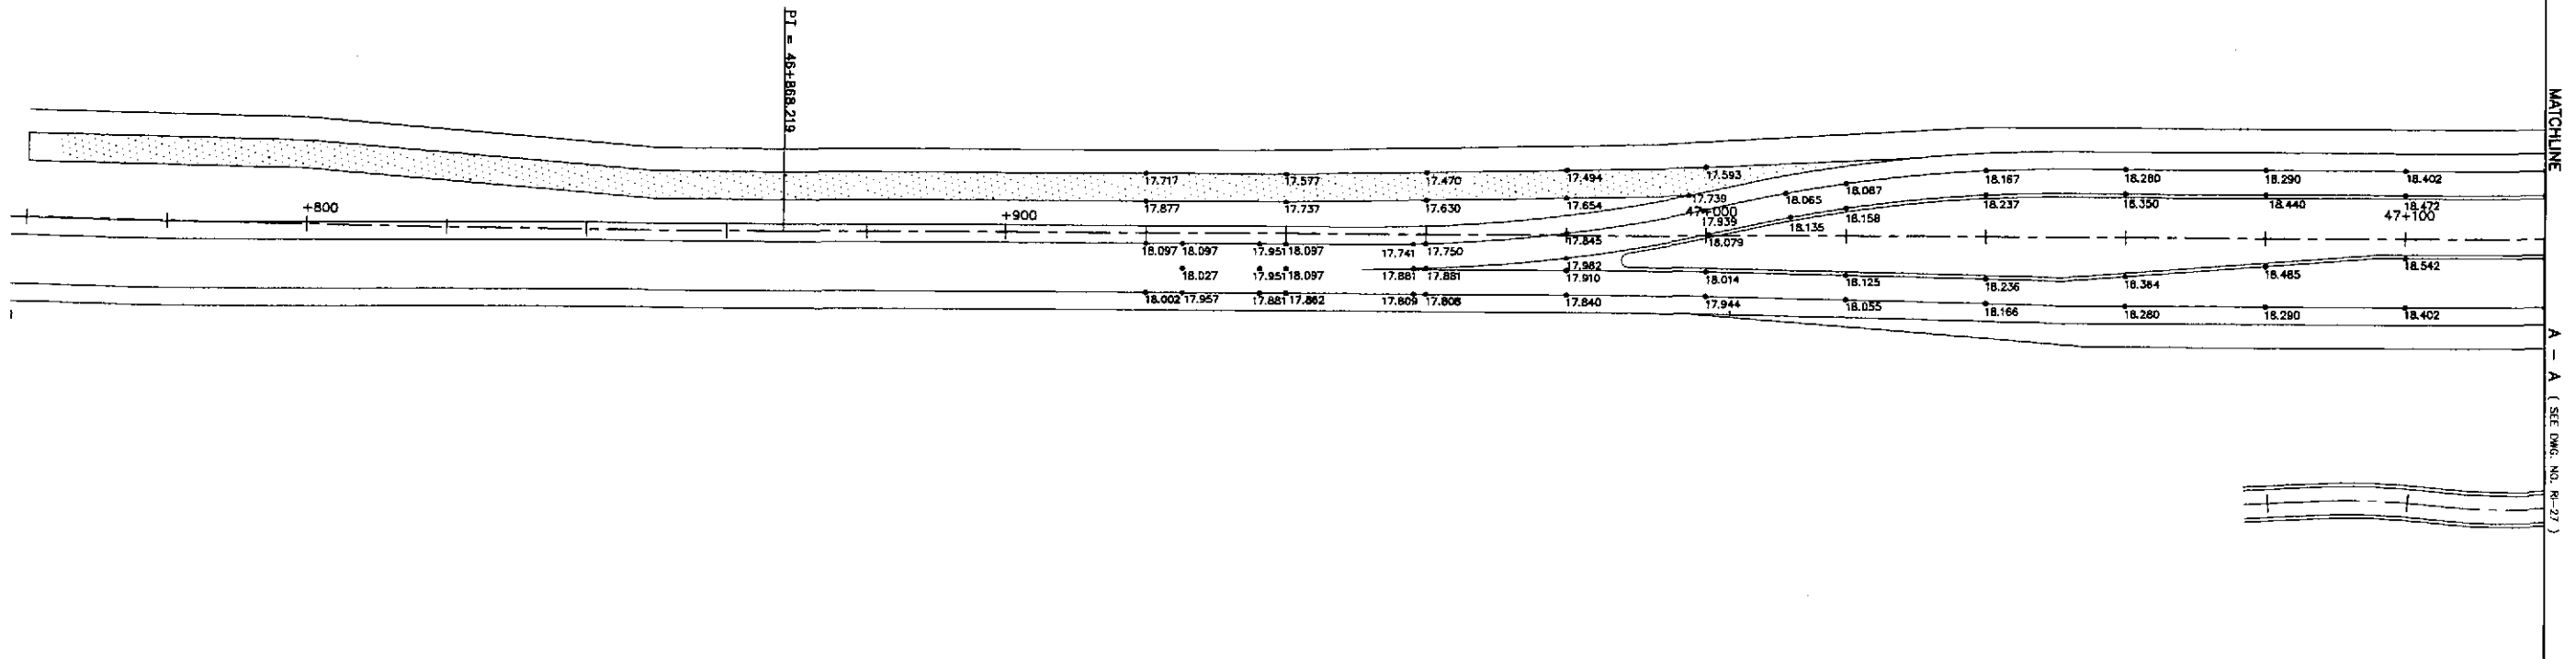 PI = 46+868.219
MATCHLINE
A - A ( SEE DWG. NO. RI-27 )
17.717 17.577 17.470 17.494 17.593 18.167 18.280 18.290 18.402
18.087
+800 +900 17.877 17.737 17.630 17.654 17.739 18.065 18.237 18.350 18.440 18.472
47+000 18.158 47+100
17.939 18.135
18.097 18.097 17.951 18.097 17.741 17.750 17.845 18.079
18.027 17.951 18.097 17.881 17.881 17.982
17.910 18.014 18.125 18.236 18.364 18.485 18.542
18.002 17.957 17.881 17.862 17.809 17.808 17.840 17.944 18.055 18.166 18.280 18.290 18.402